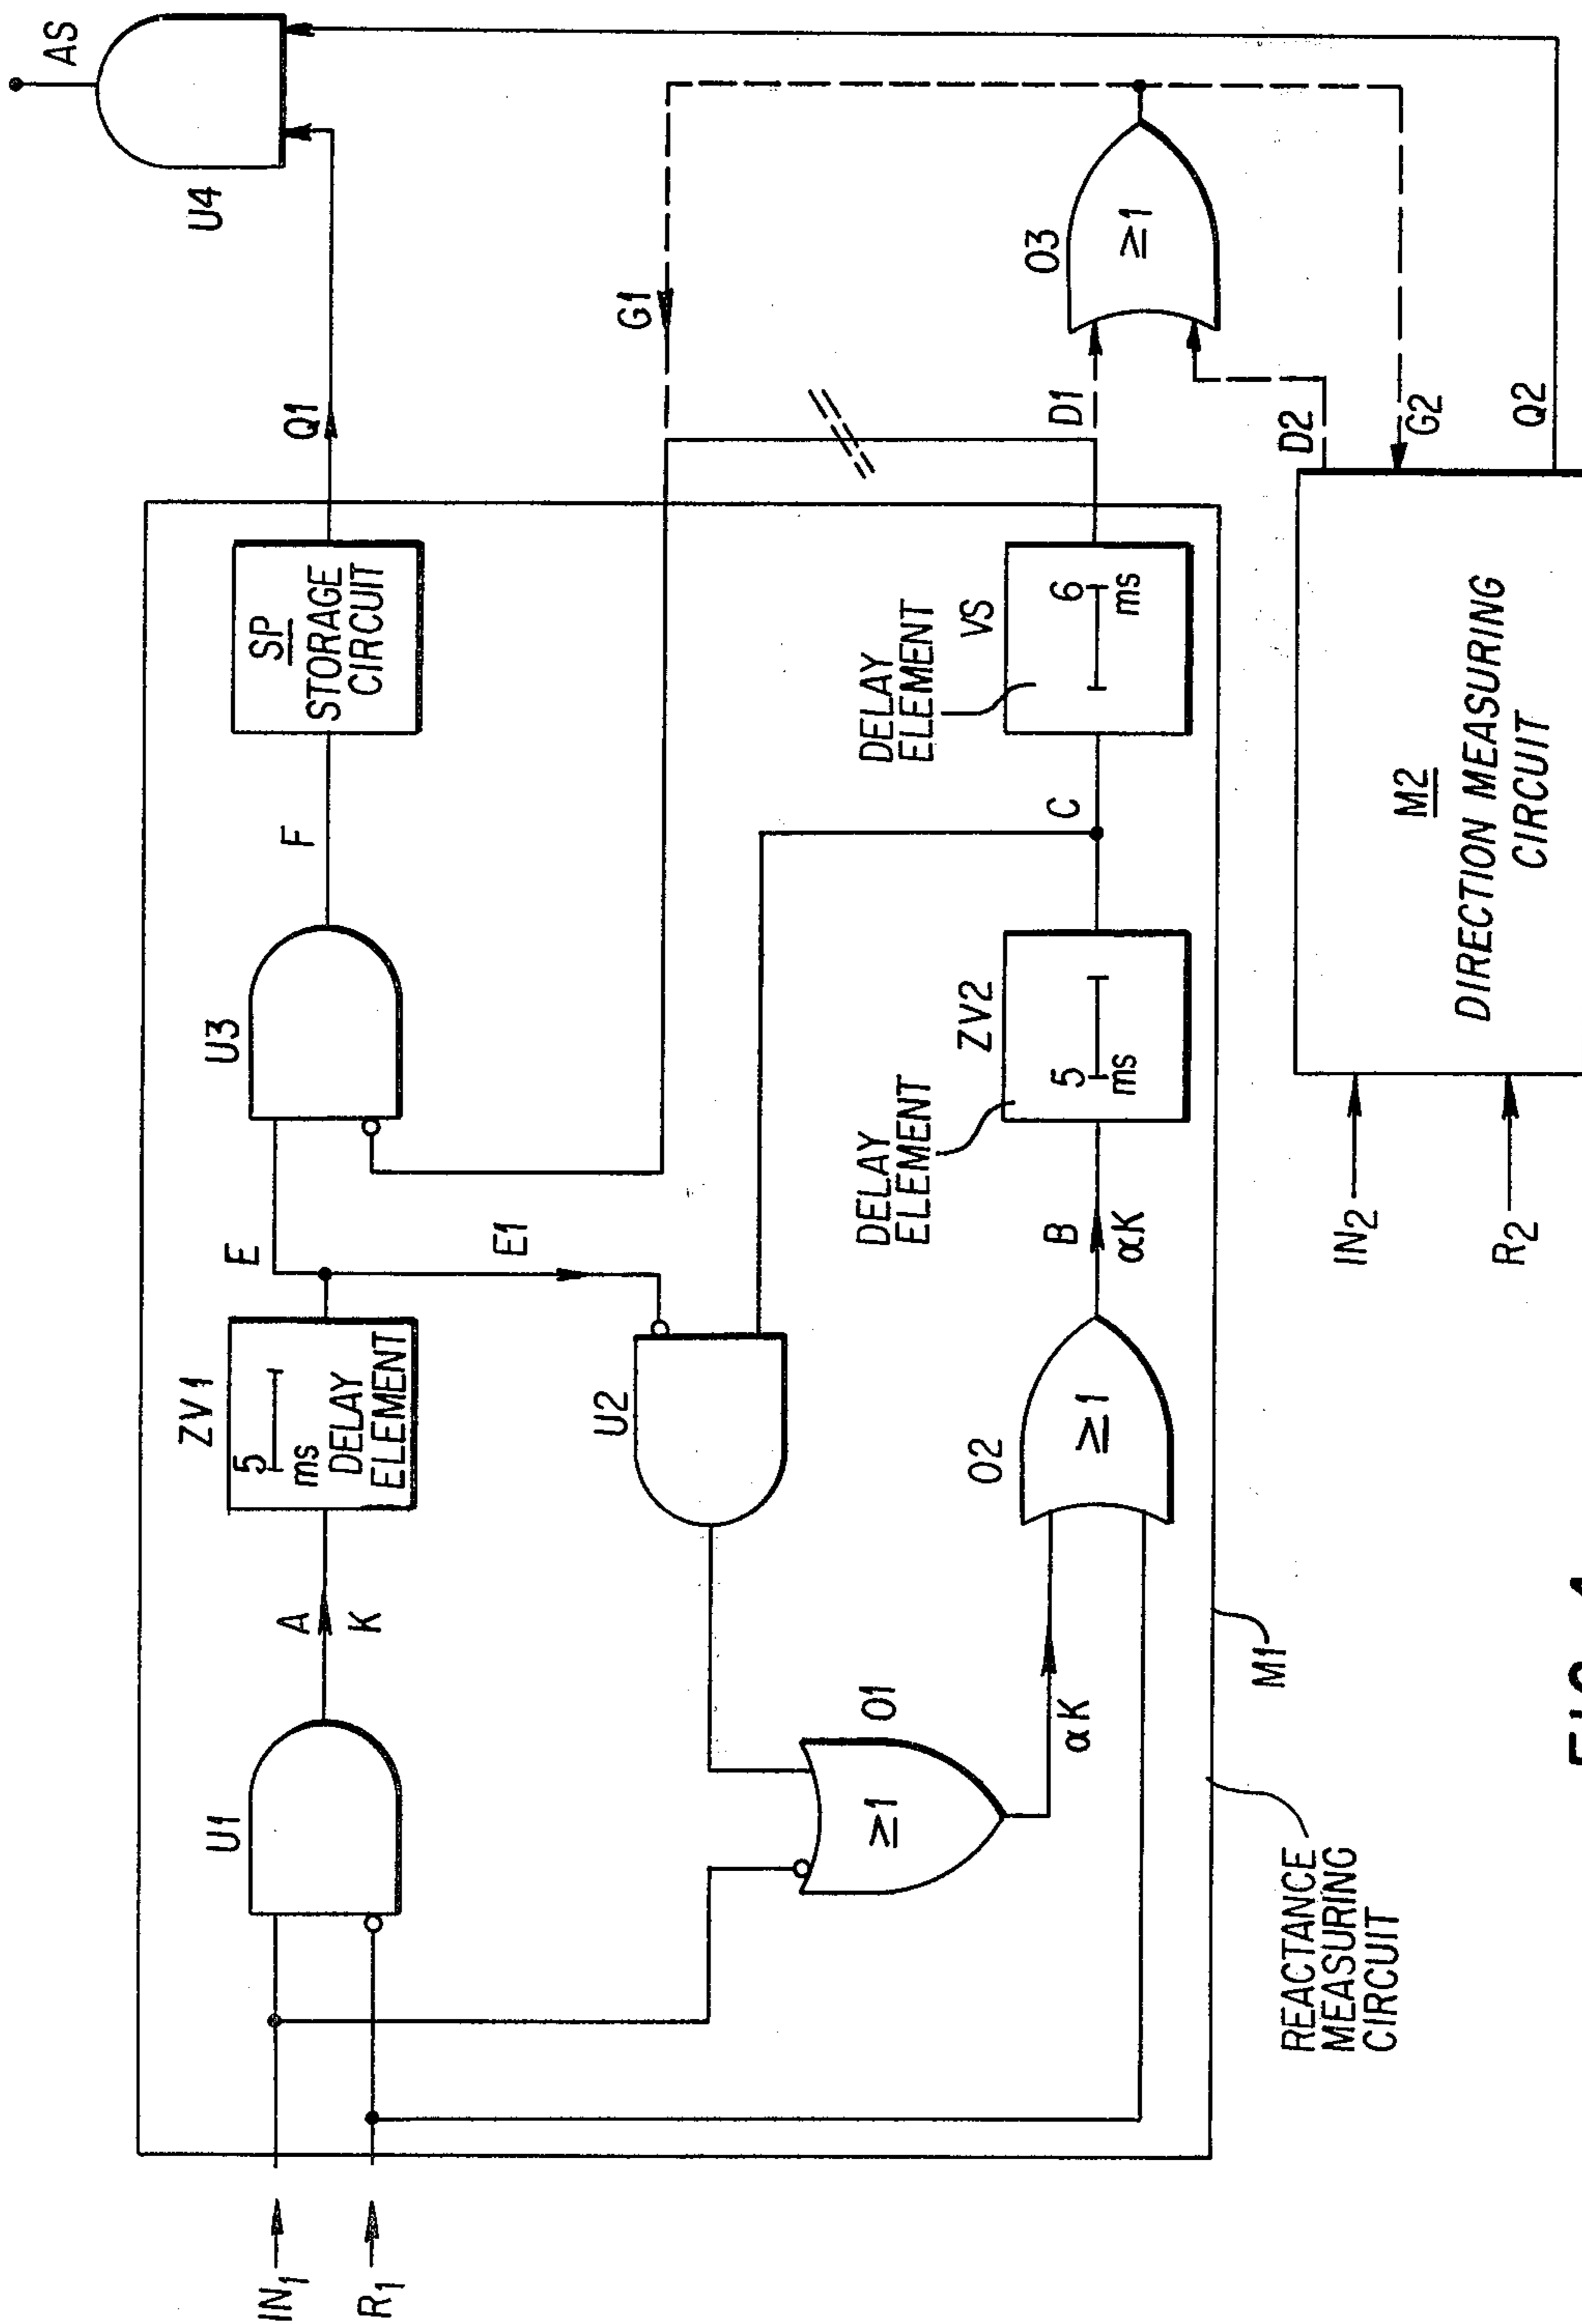 IN1
R1
U1
A
K
ZV1
5
ms
DELAY
ELEMENT
E
E1
U3
F
SP
STORAGE
CIRCUIT
Q1
U4
AS
U2
O1
≥1
αK
O2
≥1
B
αK
DELAY
ELEMENT
ZV2
5
ms
C
DELAY
ELEMENT
VS
6
ms
G1
D1
O3
≥1
D2
G2
Q2
M1
REACTANCE
MEASURING
CIRCUIT
IN2
R2
M2
DIRECTION MEASURING
CIRCUIT